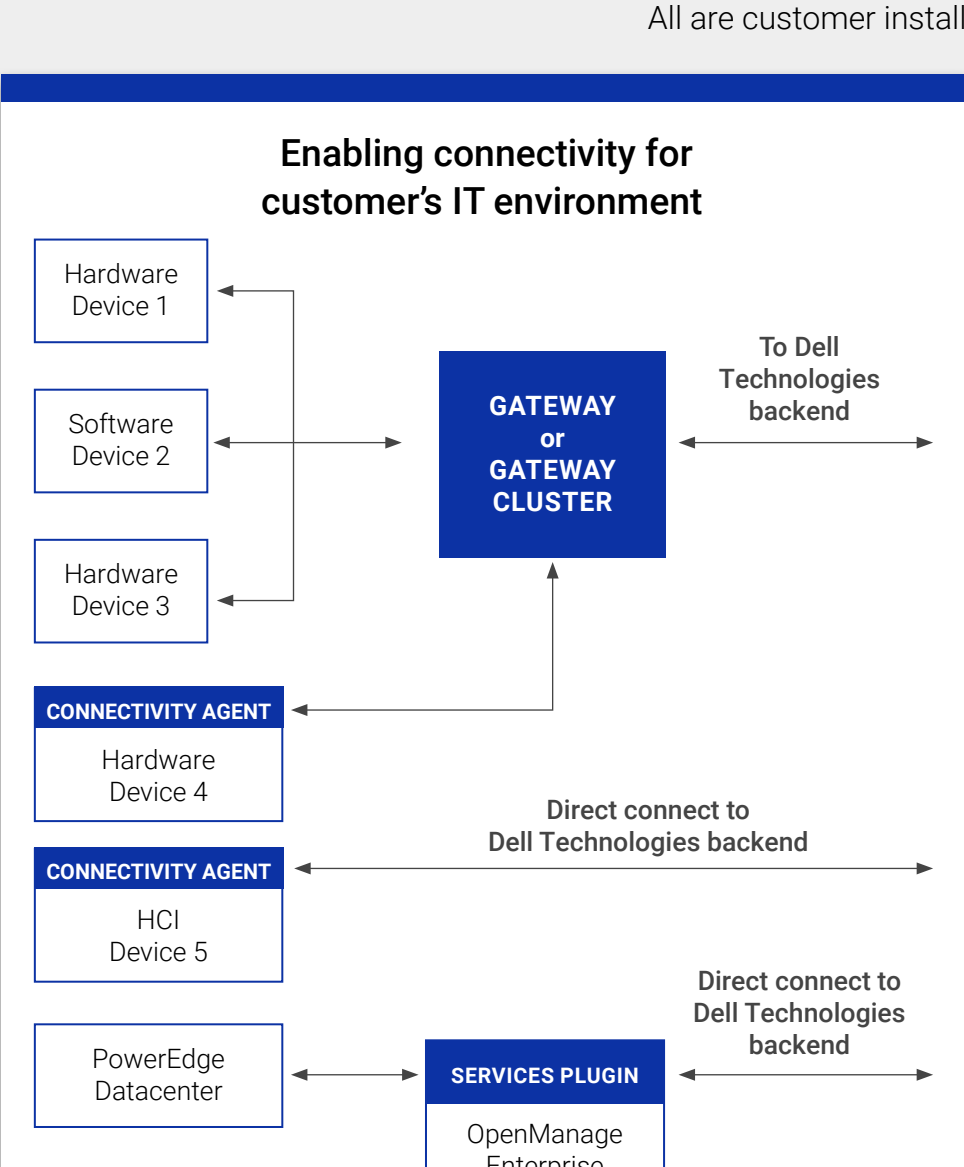 All are customer install
Enabling connectivity for
customer's IT environment
Hardware
Device 1
To Dell
Technologies
backend
GATEWAY
or
GATEWAY
CLUSTER
Software
Device 2
Hardware
Device 3
CONNECTIVITY AGENT
Hardware
Device 4
Direct connect to
Dell Technologies backend
CONNECTIVITY AGENT
HCI
Device 5
Direct connect to
Dell Technologies
backend
PowerEdge
Datacenter
SERVICES PLUGIN
OpenManage
Enterprise